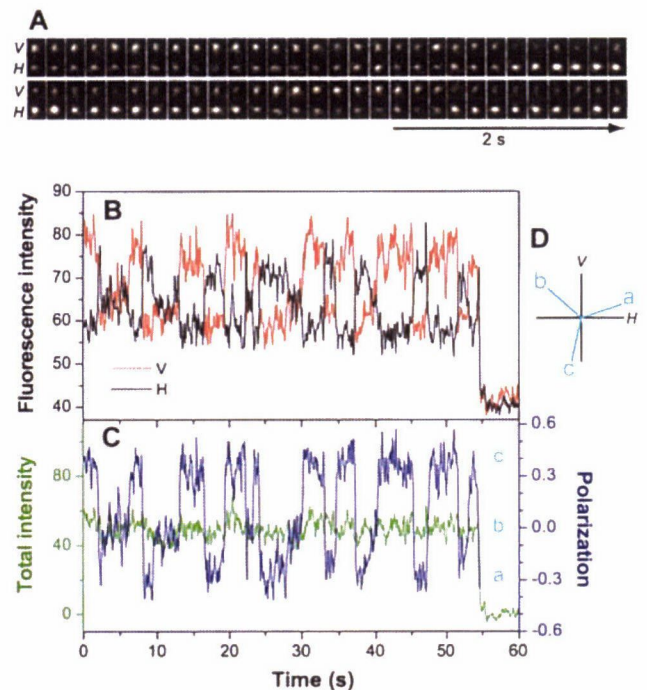 A
V
H
V
H
2 s
B
Fluorescence intensity
90
80
70
60
50
40
V
H
D
V
b
a
H
c
C
Total intensity
80
40
0
c
b
a
0.6
0.3
0.0
-0.3
-0.6
Polarization
0 10 20 30 40 50 60
Time (s)